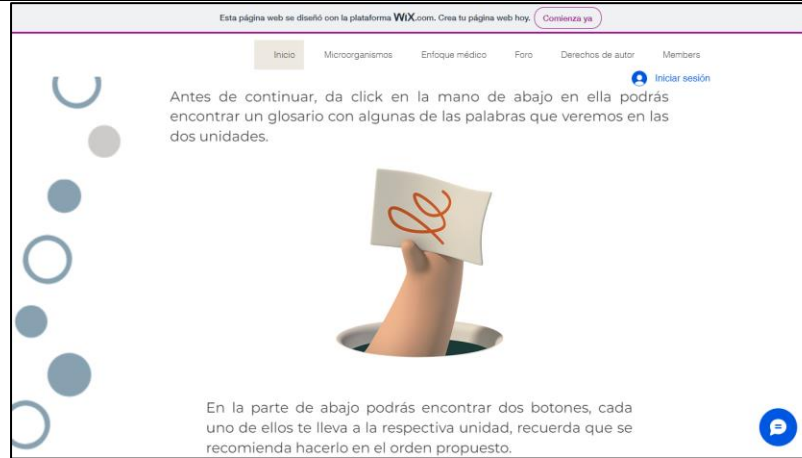 Esta página web se diseñó con la plataforma WiX.com. Crea tu página web hoy. Comienza ya
Inicio Microorganismos Enfoque médico Foro Derechos de autor Members
Iniciar sesión
Antes de continuar, da click en la mano de abajo en ella podrás
encontrar un glosario con algunas de las palabras que veremos en las
dos unidades.
En la parte de abajo podrás encontrar dos botones, cada
uno de ellos te lleva a la respectiva unidad, recuerda que se
recomienda hacerlo en el orden propuesto.